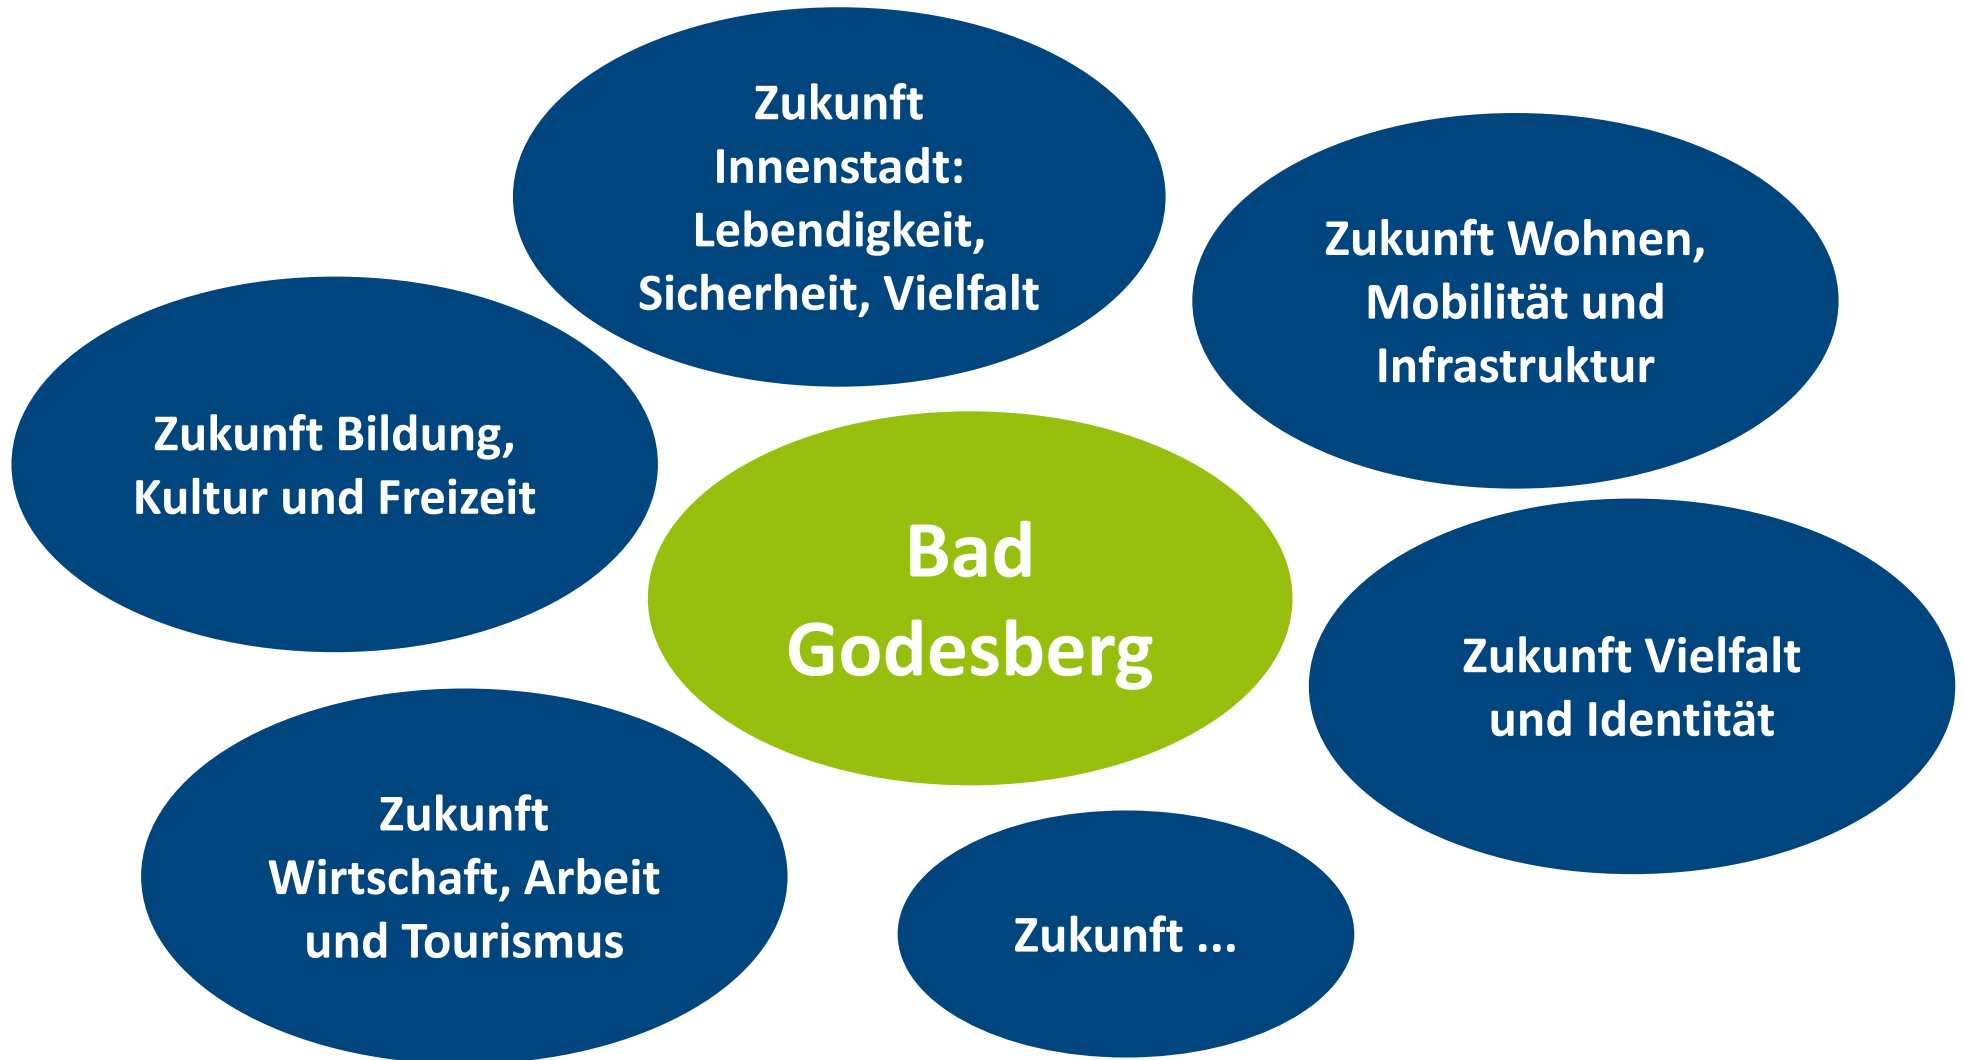 Zukunft
Innenstadt:
Lebendigkeit,
Sicherheit, Vielfalt
Zukunft Wohnen,
Mobilität und
Infrastruktur
Zukunft Bildung,
Kultur und Freizeit
Bad
Godesberg
Zukunft Vielfalt
und Identität
Zukunft
Wirtschaft, Arbeit
und Tourismus
Zukunft ...